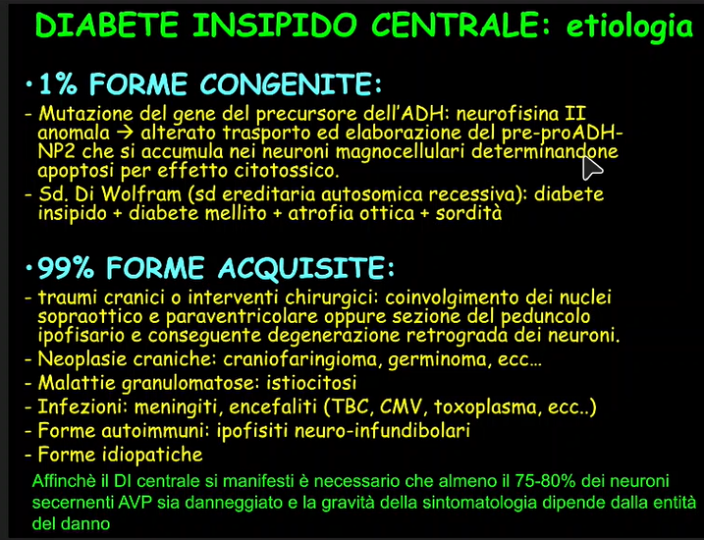 DIABETE INSIPIDO CENTRALE: etiologia
•1% FORME CONGENITE:
- Mutazione del gene del precursore dell'ADH: neurofisina II
anomala → alterato trasporto ed elaborazione del pre-proADH-
NP2 che si accumula nei neuroni magnocellulari determinandone
apoptosi per effetto citotossico.
- Sd. Di Wolfram (sd ereditaria autosomica recessiva): diabete
insipido + diabete mellito + atrofia ottica + sordità
•99% FORME ACQUISITE:
- traumi cranici o interventi chirurgici: coinvolgimento dei nuclei
sopraottico e paraventricolare oppure sezione del peduncolo
ipofisario e conseguente degenerazione retrograda dei neuroni.
- Neoplasie craniche: craniofaringioma, germinoma, ecc...
- Malattie granulomatose: istiocitosi
- Infezioni: meningiti, encefaliti (TBC, CMV, toxoplasma, ecc..)
- Forme autoimmuni: ipofisiti neuro-infundibolari
- Forme idiopatiche
Affinchè il DI centrale si manifesti è necessario che almeno il 75-80% dei neuroni
secernenti AVP sia danneggiato e la gravità della sintomatologia dipende dalla entità
del danno